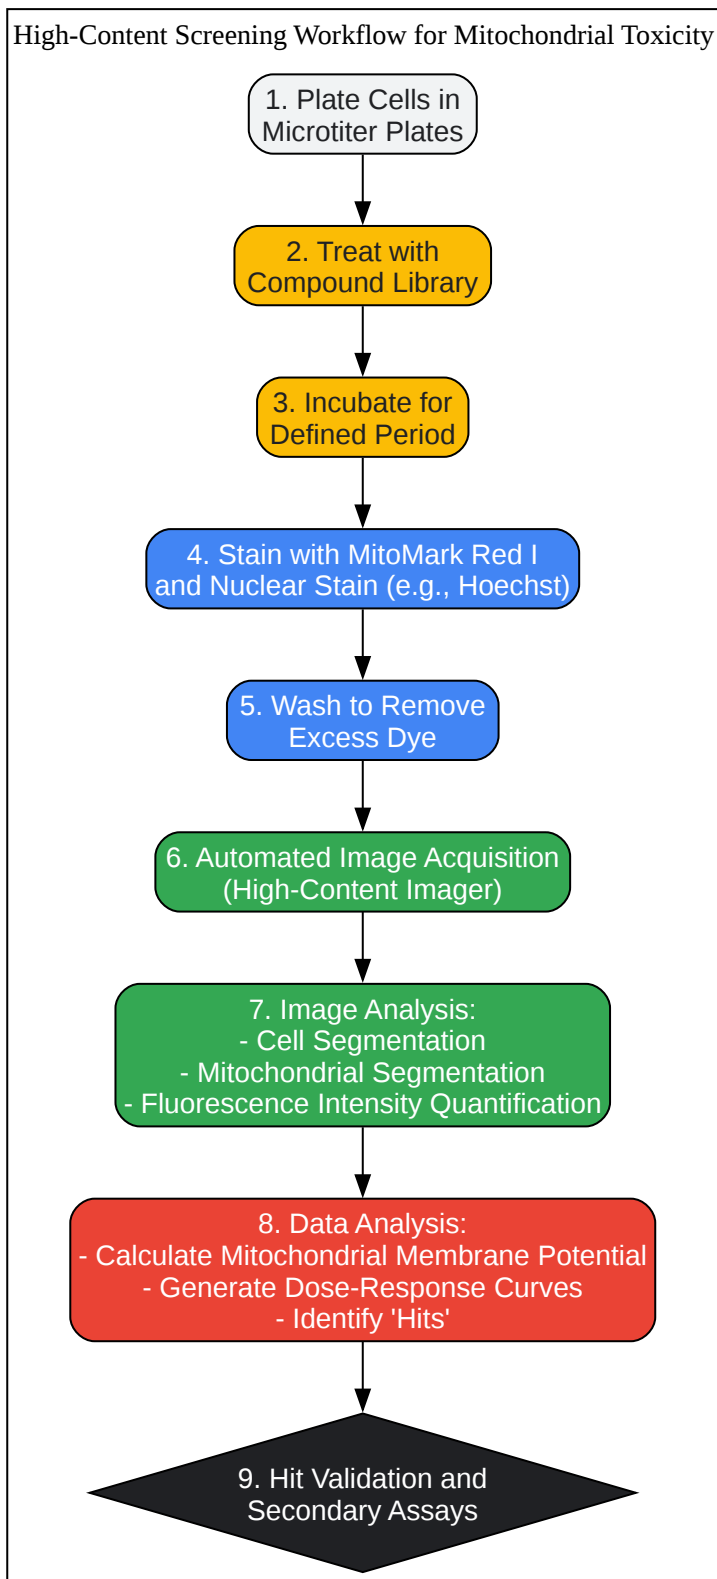 High-Content Screening Workflow for Mitochondrial Toxicity
1. Plate Cells in
Microtiter Plates
2. Treat with
Compound Library
3. Incubate for
Defined Period
4. Stain with MitoMark Red I
and Nuclear Stain (e.g., Hoechst)
5. Wash to Remove
Excess Dye
6. Automated Image Acquisition
(High-Content Imager)
7. Image Analysis:
- Cell Segmentation
- Mitochondrial Segmentation
- Fluorescence Intensity Quantification
8. Data Analysis:
- Calculate Mitochondrial Membrane Potential
- Generate Dose-Response Curves
- Identify 'Hits'
9. Hit Validation and
Secondary Assays